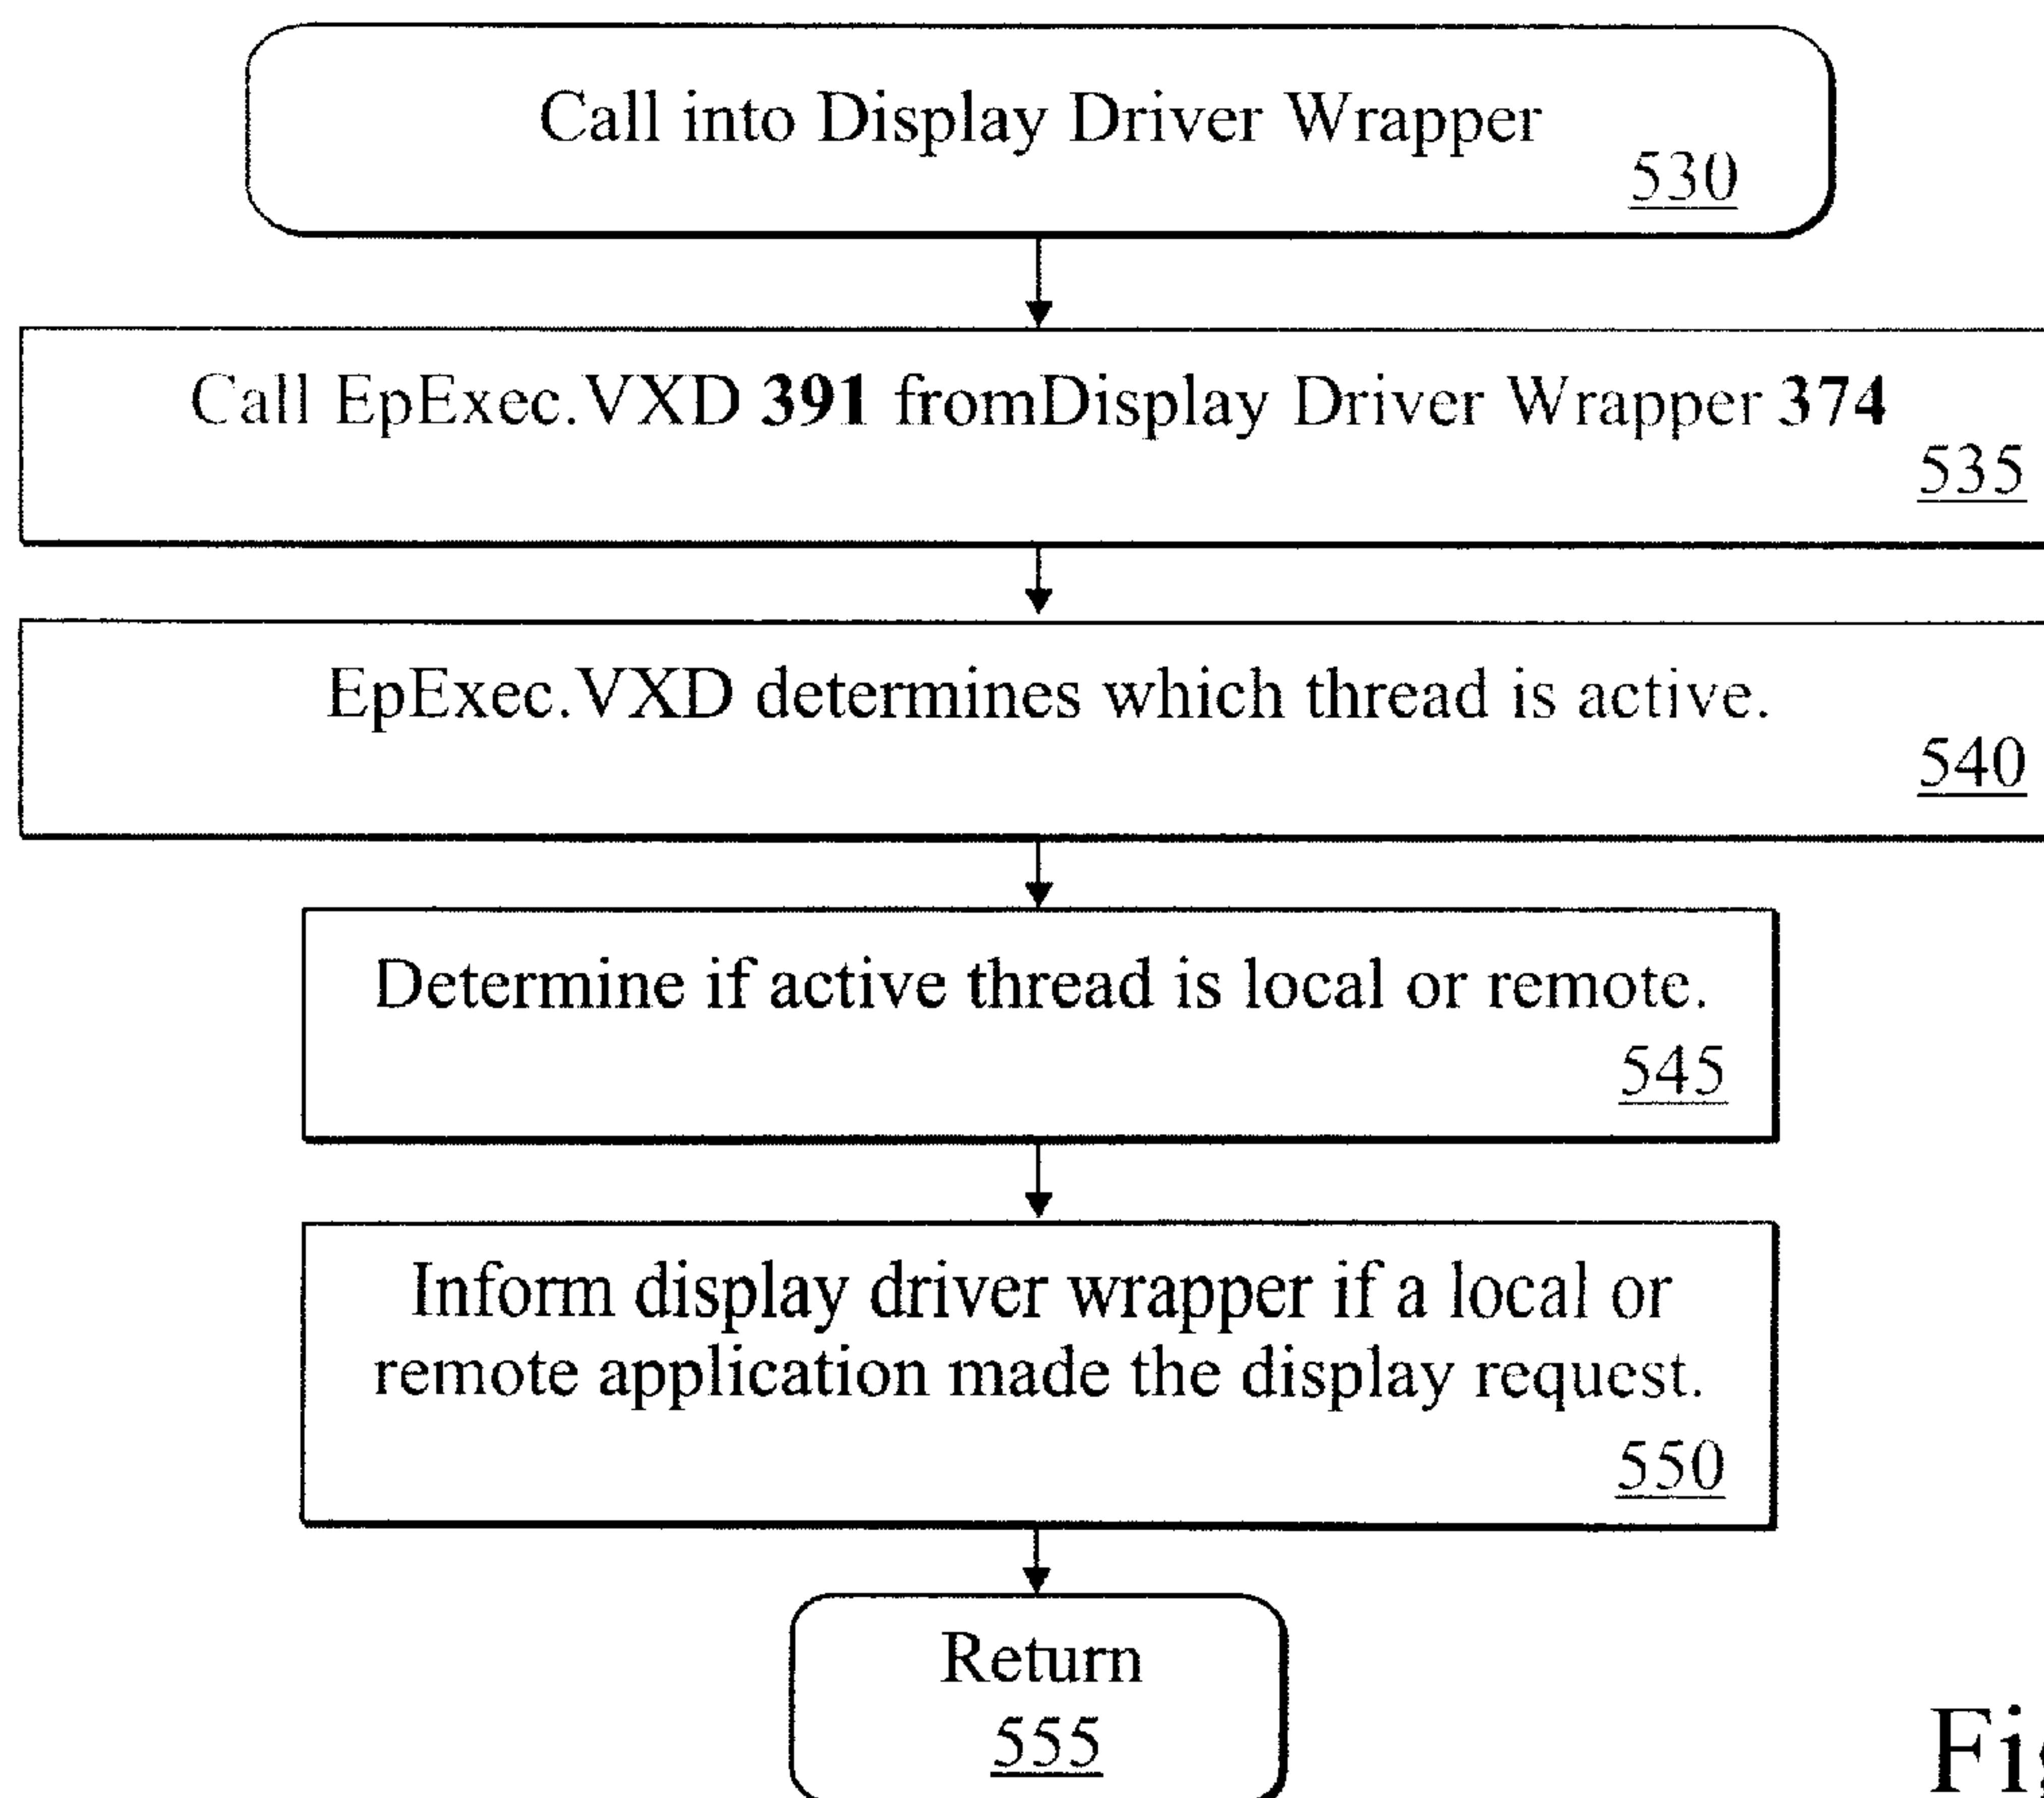 Call into Display Driver Wrapper
530
Call EpExec.VXD 391 fromDisplay Driver Wrapper 374
535
EpExec.VXD determines which thread is active.
540
Determine if active thread is local or remote.
545
Inform display driver wrapper if a local or
remote application made the display request.
550
Return
555